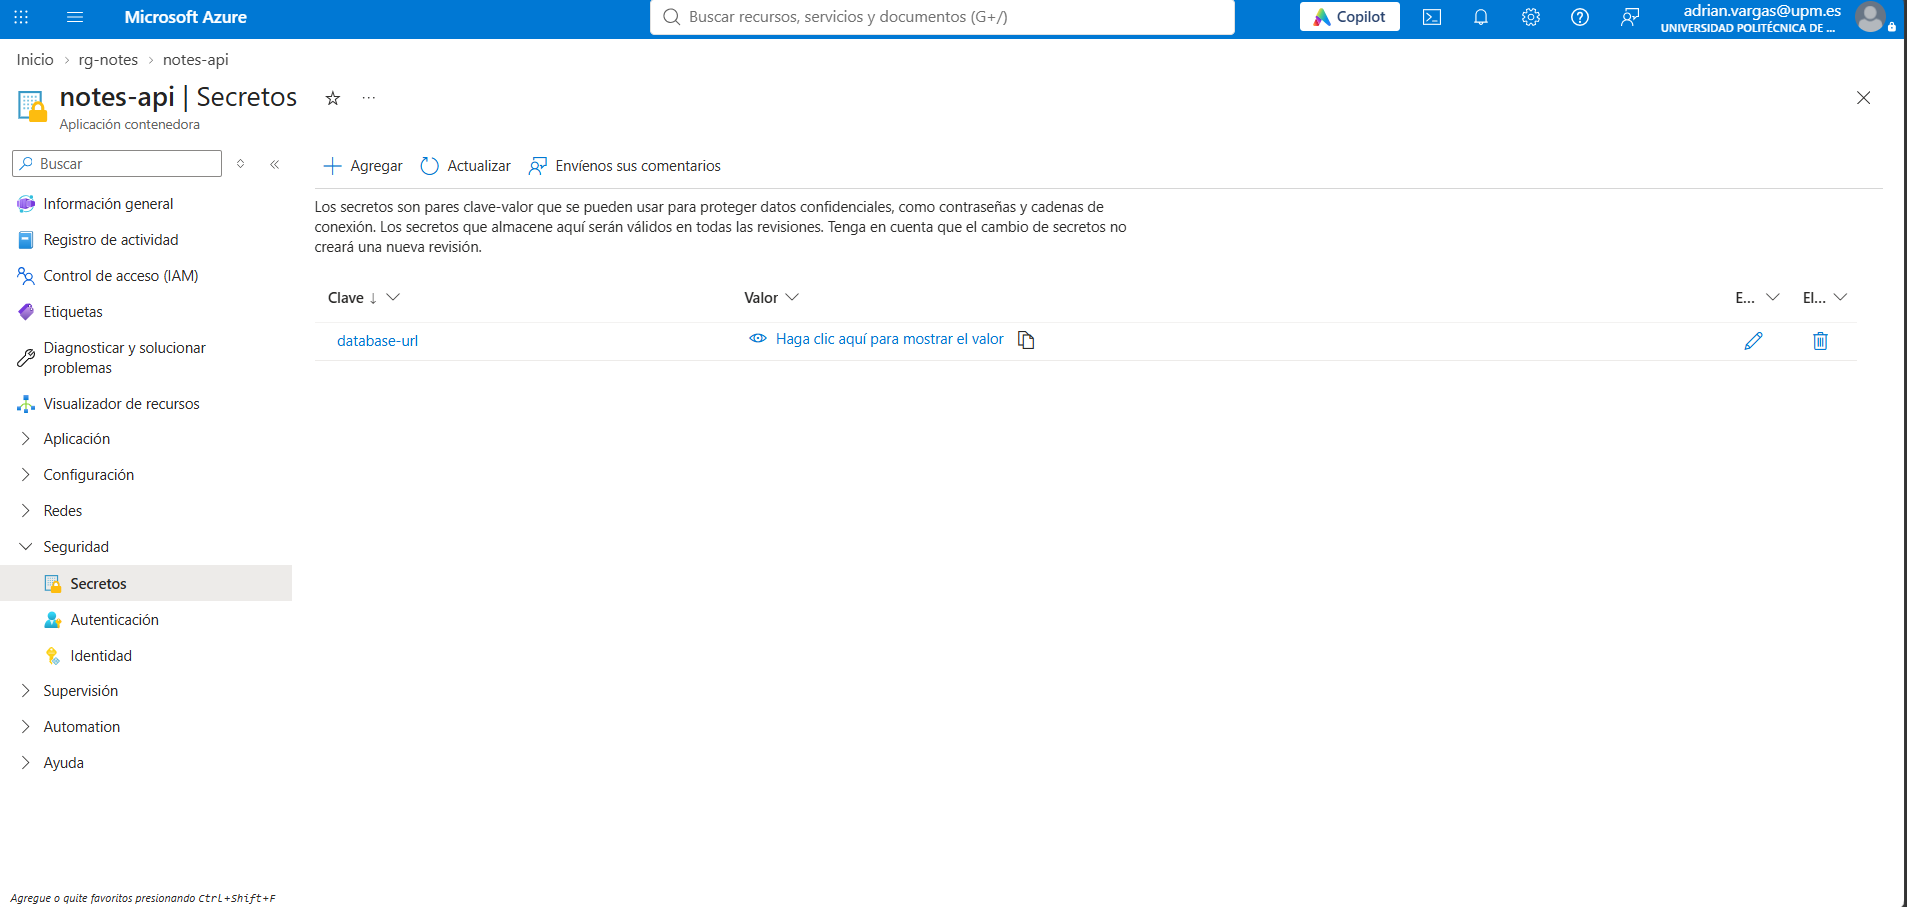 Microsoft Azure
Buscar recursos, servicios y documentos (G+/)
Copilot
adrian.vargas@upm.es
UNIVERSIDAD POLITÉCNICA DE ...
Inicio > rg-notes > notes-api
notes-api | Secretos
Aplicación contenedora
Buscar
Información general
Registro de actividad
Control de acceso (IAM)
Etiquetas
Diagnosticar y solucionar
problemas
Visualizador de recursos
Aplicación
Configuración
Redes
Seguridad
Secretos
Autenticación
Identidad
Supervisión
Automation
Ayuda
Agregue o quite favoritos presionando Ctrl+Shift+F
Agregar
Actualizar
Envíenos sus comentarios
Los secretos son pares clave-valor que se pueden usar para proteger datos confidenciales, como contraseñas y cadenas de
conexión. Los secretos que almacene aquí serán válidos en todas las revisiones. Tenga en cuenta que el cambio de secretos no
creará una nueva revisión.
Clave ↓ Valor E... El...
database-url Haga clic aquí para mostrar el valor